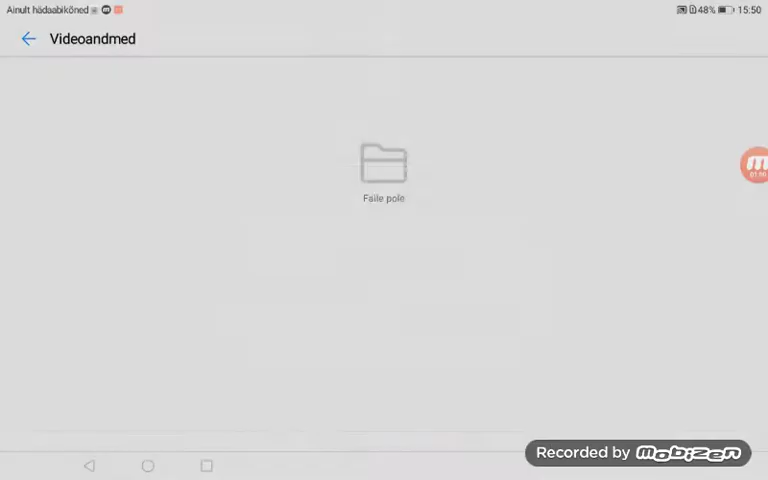 Ainult hädaabikõned
48%
15:50
Videoandmed
Faile pole
Recorded by mobizen